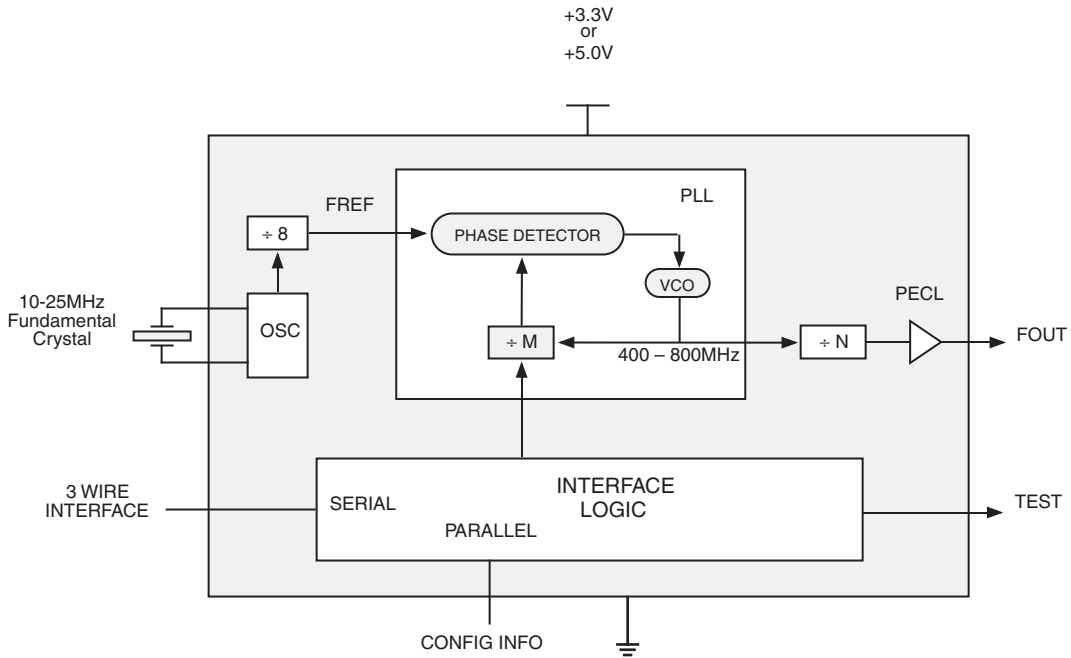 +3.3V
or
+5.0V
PLL
FREF
÷ 8
PHASE DETECTOR
VCO
10-25MHz
Fundamental
Crystal
OSC
PECL
÷ M
400 – 800MHz
÷ N
FOUT
3 WIRE
INTERFACE
SERIAL
INTERFACE
LOGIC
PARALLEL
TEST
CONFIG INFO